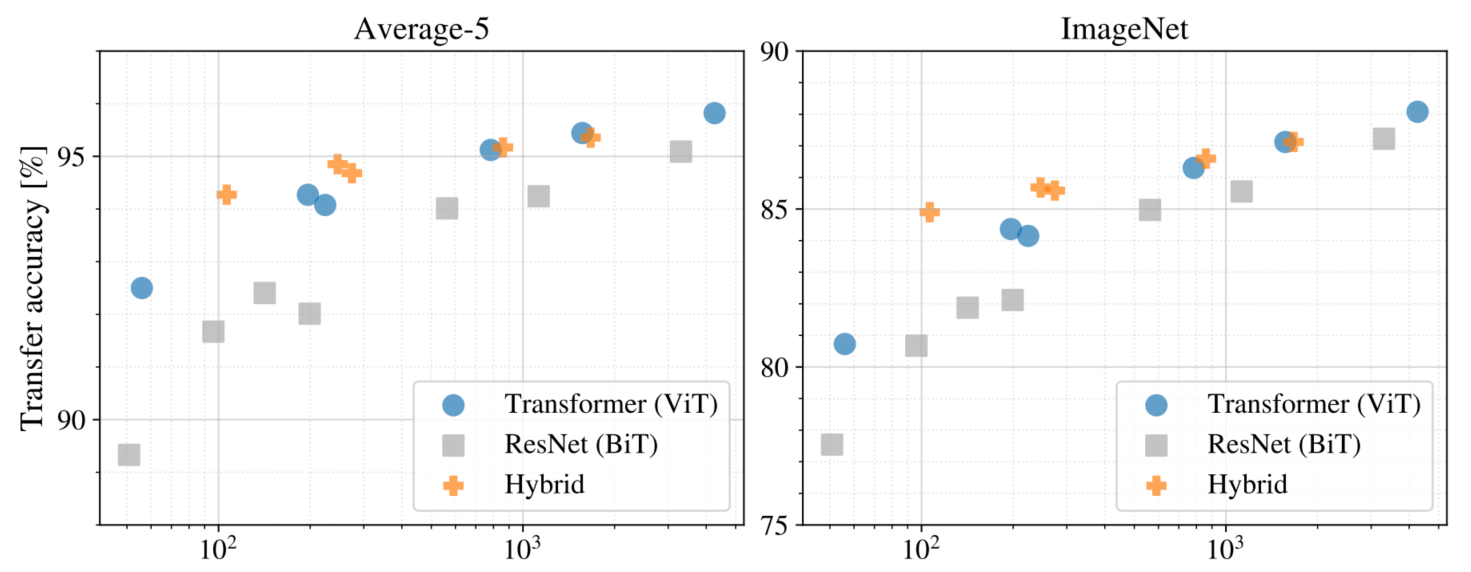 Average-5
Transfer accuracy [%]
95
90
10²
10³
Transformer (ViT)
ResNet (BiT)
Hybrid
ImageNet
90
85
80
75
10²
10³
Transformer (ViT)
ResNet (BiT)
Hybrid